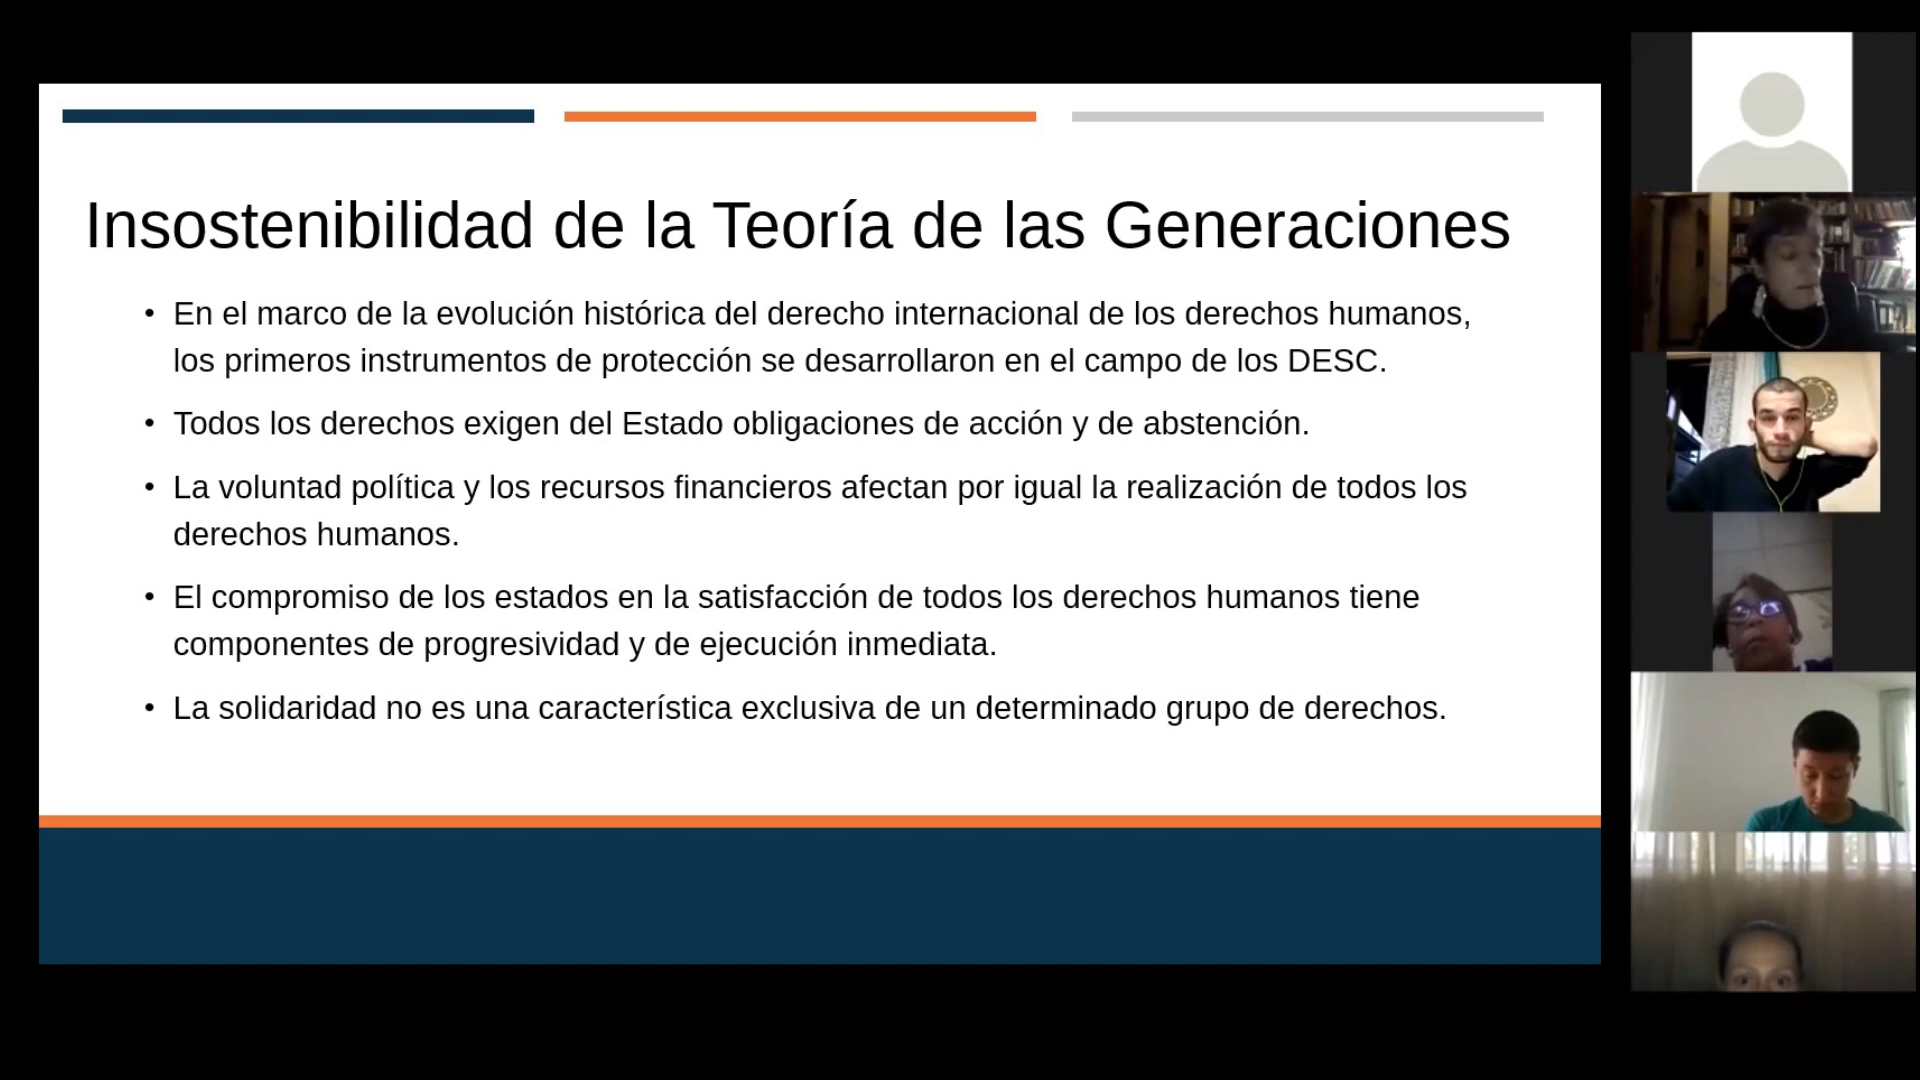 Insostenibilidad de la Teoría de las Generaciones
• En el marco de la evolución histórica del derecho internacional de los derechos humanos,
los primeros instrumentos de protección se desarrollaron en el campo de los DESC.
• Todos los derechos exigen del Estado obligaciones de acción y de abstención.
• La voluntad política y los recursos financieros afectan por igual la realización de todos los
derechos humanos.
• El compromiso de los estados en la satisfacción de todos los derechos humanos tiene
componentes de progresividad y de ejecución inmediata.
• La solidaridad no es una característica exclusiva de un determinado grupo de derechos.